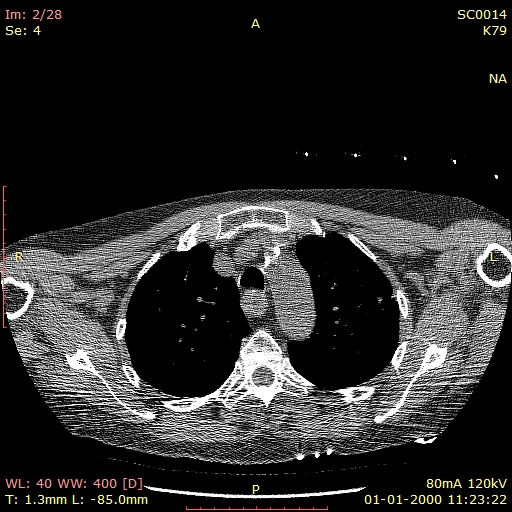 Im: 2/28
Se: 4
A
SC0014
K79
NA
R
L
WL: 40 WW: 400 [D]
T: 1.3mm L: -85.0mm
P
80mA 120kV
01-01-2000 11:23:22